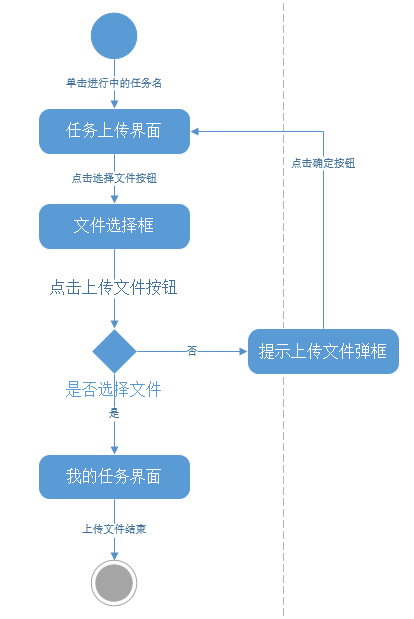 单击进行中的任务名
任务上传界面
点击确定按钮
点击选择文件按钮
文件选择框
点击上传文件按钮
否
提示上传文件弹框
是否选择文件
是
我的任务界面
上传文件结束